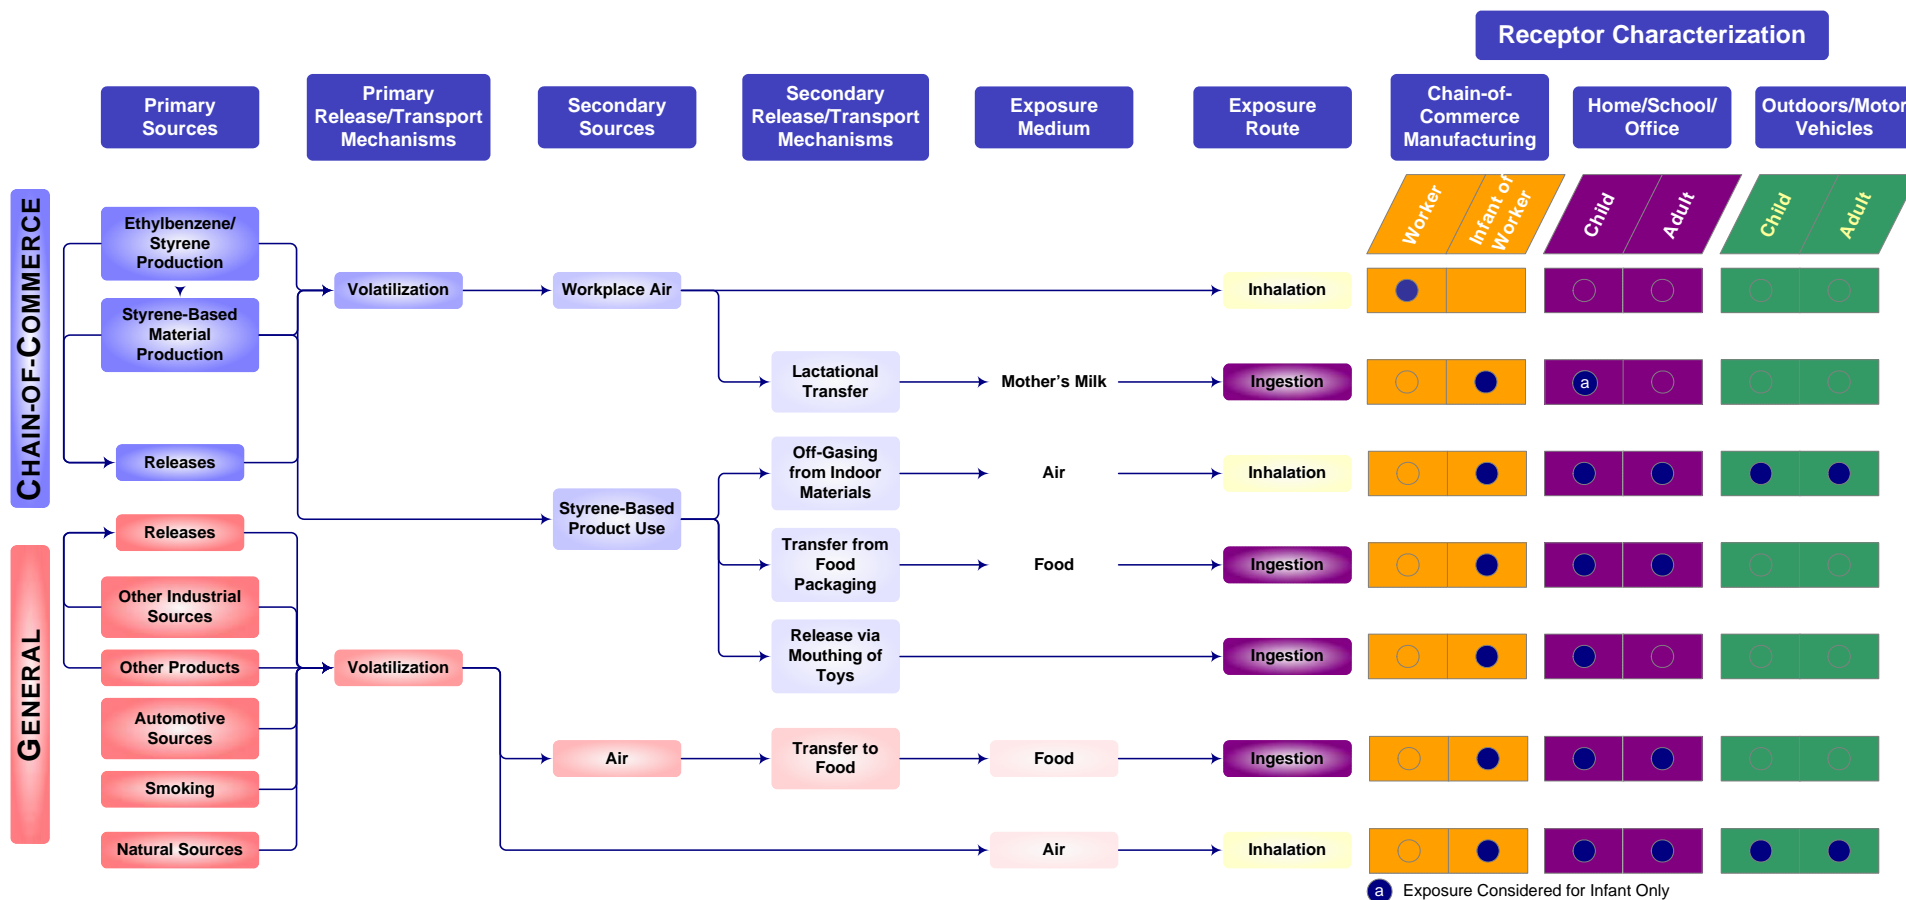 Receptor Characterization
Primary
Sources
Primary
Release/Transport
Mechanisms
Secondary
Sources
Secondary
Release/Transport
Mechanisms
Exposure
Medium
Exposure
Route
Chain-of-
Commerce
Manufacturing
Home/School/
Office
Outdoors/Motor
Vehicles
Worker
Infant of
Worker
Child
Adult
Child
Adult
CHAIN-OF-COMMERCE
Ethylbenzene/
Styrene
Production
Styrene-Based
Material
Production
Releases
Volatilization
Workplace Air
Inhalation
Lactational
Transfer
Mother's Milk
Ingestion
a
Styrene-Based
Product Use
Off-Gasing
from Indoor
Materials
Air
Inhalation
Transfer from
Food
Packaging
Food
Ingestion
Release via
Mouthing of
Toys
Ingestion
GENERAL
Releases
Other Industrial
Sources
Other Products
Automotive
Sources
Smoking
Natural Sources
Volatilization
Air
Transfer to
Food
Food
Ingestion
Air
Inhalation
a Exposure Considered for Infant Only